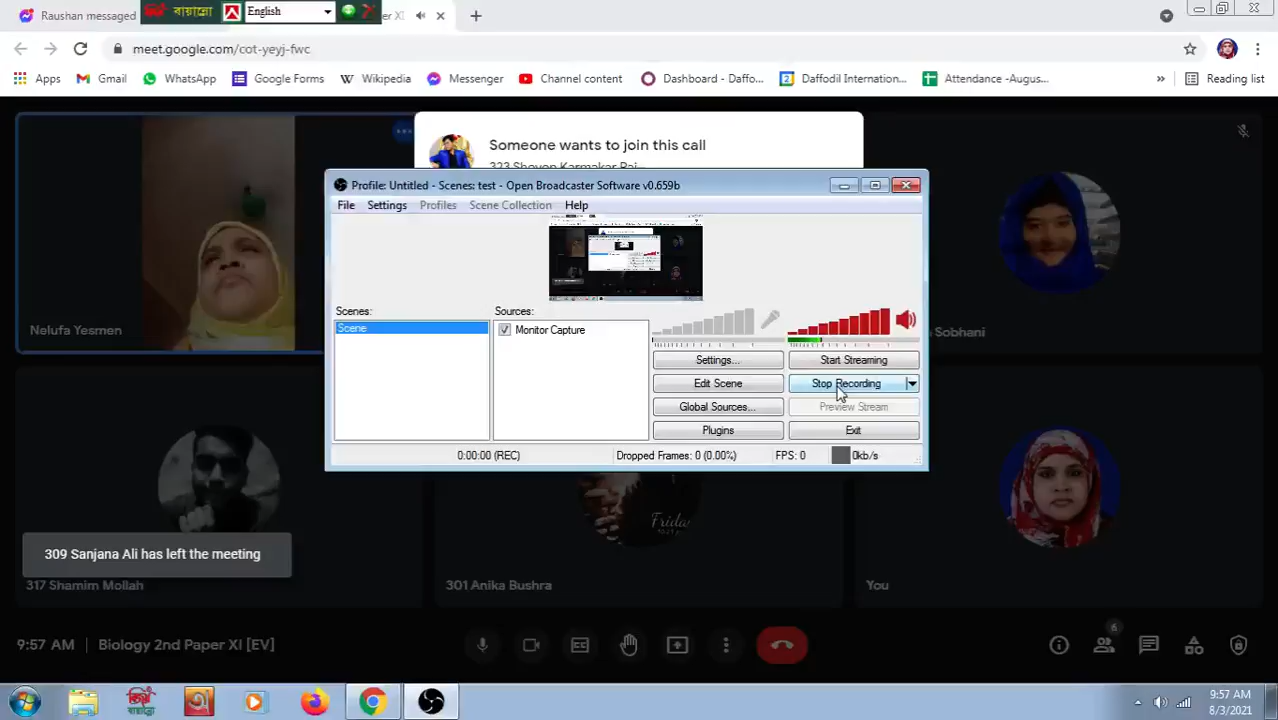 Raushan messaged
বায়ান্নো
English
er XI
meet.google.com/cot-yeyj-fwc
Apps
Gmail
WhatsApp
Google Forms
Wikipedia
Messenger
Channel content
Dashboard Daffo...
Daffodil Internation...
Attendance -Augus...
»
Reading list
Someone wants to join this call
Profile: Untitled - Scenes: test - Open Broadcaster Software v0.659b
File Settings Profiles Scene Collection Help
Scenes:
Sources:
Scene
Monitor Capture
Settings...
Start Streaming
Edit Scene
Stop Recording
Global Sources...
Preview Stream
Plugins
Exit
0:00:00 (REC)
Dropped Frames: 0 (0.00%)
FPS: 0
0kb/s
Nelufa Yesmen
Sobhani
309 Sanjana Ali has left the meeting
Friday
317 Shamim Mollah
301 Anika Bushra
You
9:57 AM | Biology 2nd Paper XI [EV]
6
9:57 AM
8/3/2021